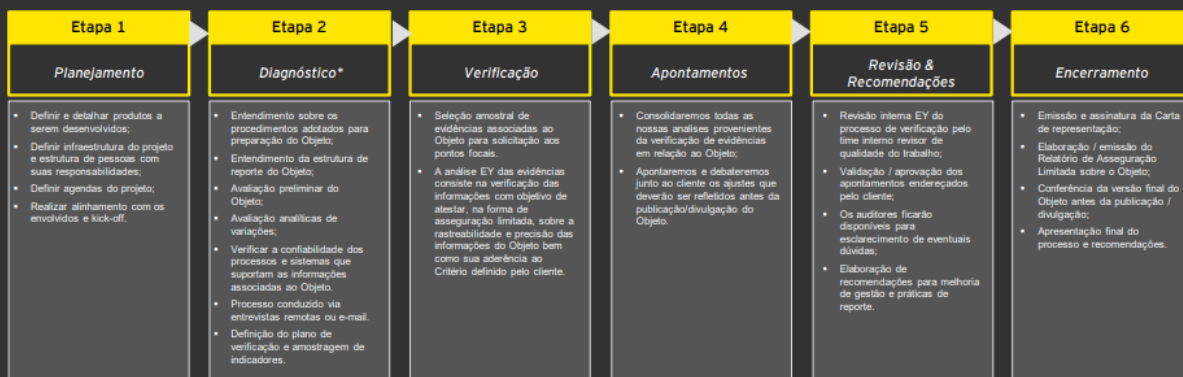 Etapa 1
Planejamento
▪ Definir e detalhar produtos a
serem desenvolvidos;
▪ Definir infraestrutura do projeto
e estrutura de pessoas com
suas responsabilidades;
▪ Definir agendas do projeto;
▪ Realizar alinhamento com os
envolvidos e kick-off.
Etapa 2
Diagnóstico*
▪ Entendimento sobre os
procedimentos adotados para
preparação do Objeto;
▪ Entendimento da estrutura de
reporte do Objeto;
▪ Avaliação preliminar do
Objeto;
▪ Avaliação analíticas de
variações;
▪ Verificar a confiabilidade dos
processos e sistemas que
suportam as informações
associadas ao Objeto.
▪ Processo conduzido via
entrevistas remotas ou e-mail.
▪ Definição do plano de
verificação e amostragem de
indicadores.
Etapa 3
Verificação
▪ Seleção amostral de
evidências associadas ao
Objeto para solicitação aos
pontos focais.
▪ A análise EY das evidências
consiste na verificação das
informações com objetivo de
atestar, na forma de
asseguração limitada, sobre a
rastreabilidade e precisão das
informações do Objeto bem
como sua aderência ao
Critério definido pelo cliente.
Etapa 4
Apontamentos
▪ Consolidaremos todas as
nossas analises provenientes
da verificação de evidências
em relação ao Objeto;
▪ Apontaremos e debateremos
junto ao cliente os ajustes que
deverão ser refletidos antes da
publicação/divulgação do
Objeto.
Etapa 5
Revisão &
Recomendações
▪ Revisão interna EY do
processo de verificação pelo
time interno revisor de
qualidade do trabalho;
▪ Validação / aprovação dos
apontamentos endereçados
pelo cliente;
▪ Os auditores ficarão
disponíveis para
esclarecimento de eventuais
dúvidas;
▪ Elaboração de
recomendações para melhoria
de gestão e práticas de
reporte.
Etapa 6
Encerramento
▪ Emissão e assinatura da Carta
de representação;
▪ Elaboração / emissão do
Relatório de Asseguração
Limitada sobre o Objeto;
▪ Conferência da versão final do
Objeto antes da publicação /
divulgação;
▪ Apresentação final do
processo e recomendações.